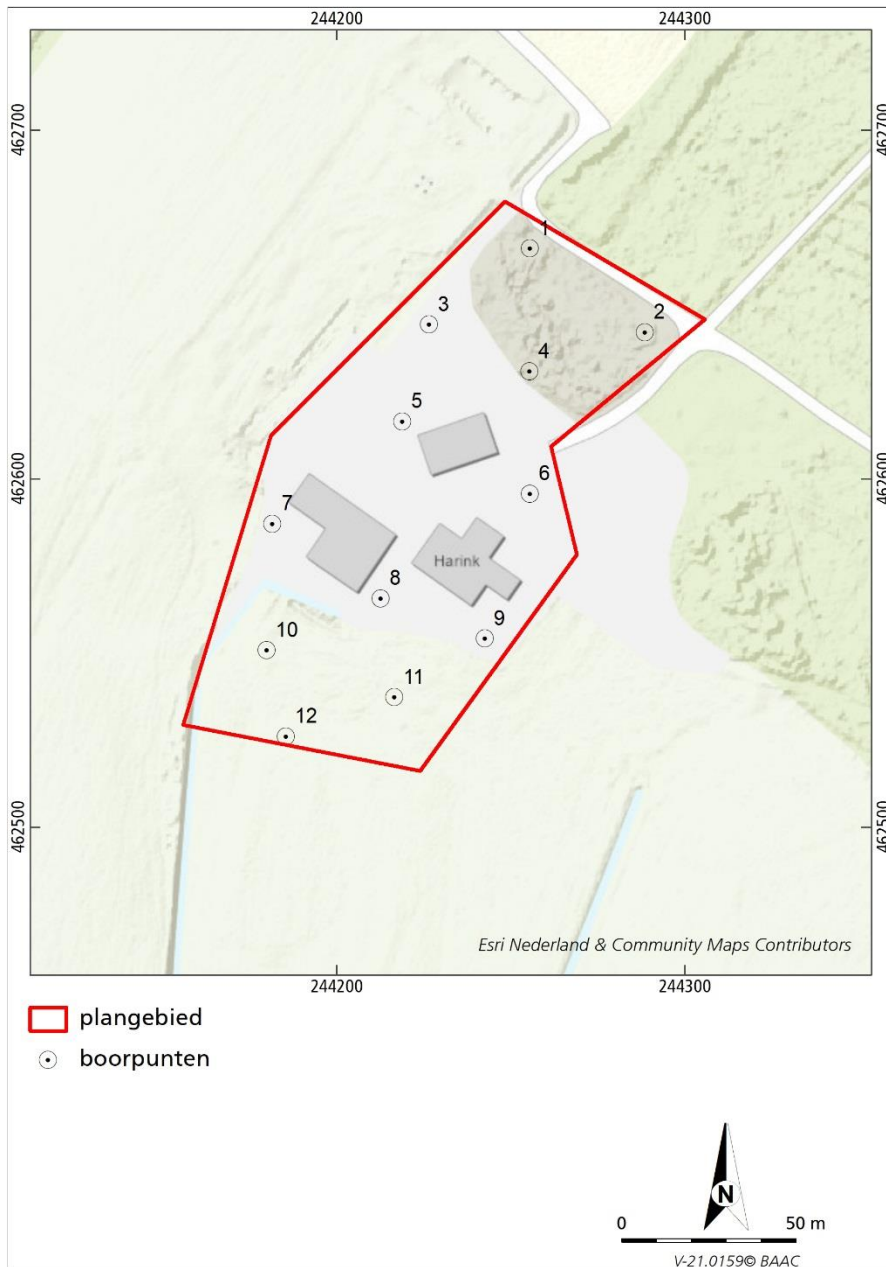 244200 244300
462700 462700
1
2
3
4
5
462600 462600
6
7
Harink
8
9
10
11
12
462500 462500
Esri Nederland & Community Maps Contributors
244200 244300
plangebied
boorpunten
N
0 50 m
V-21.0159© BAAC